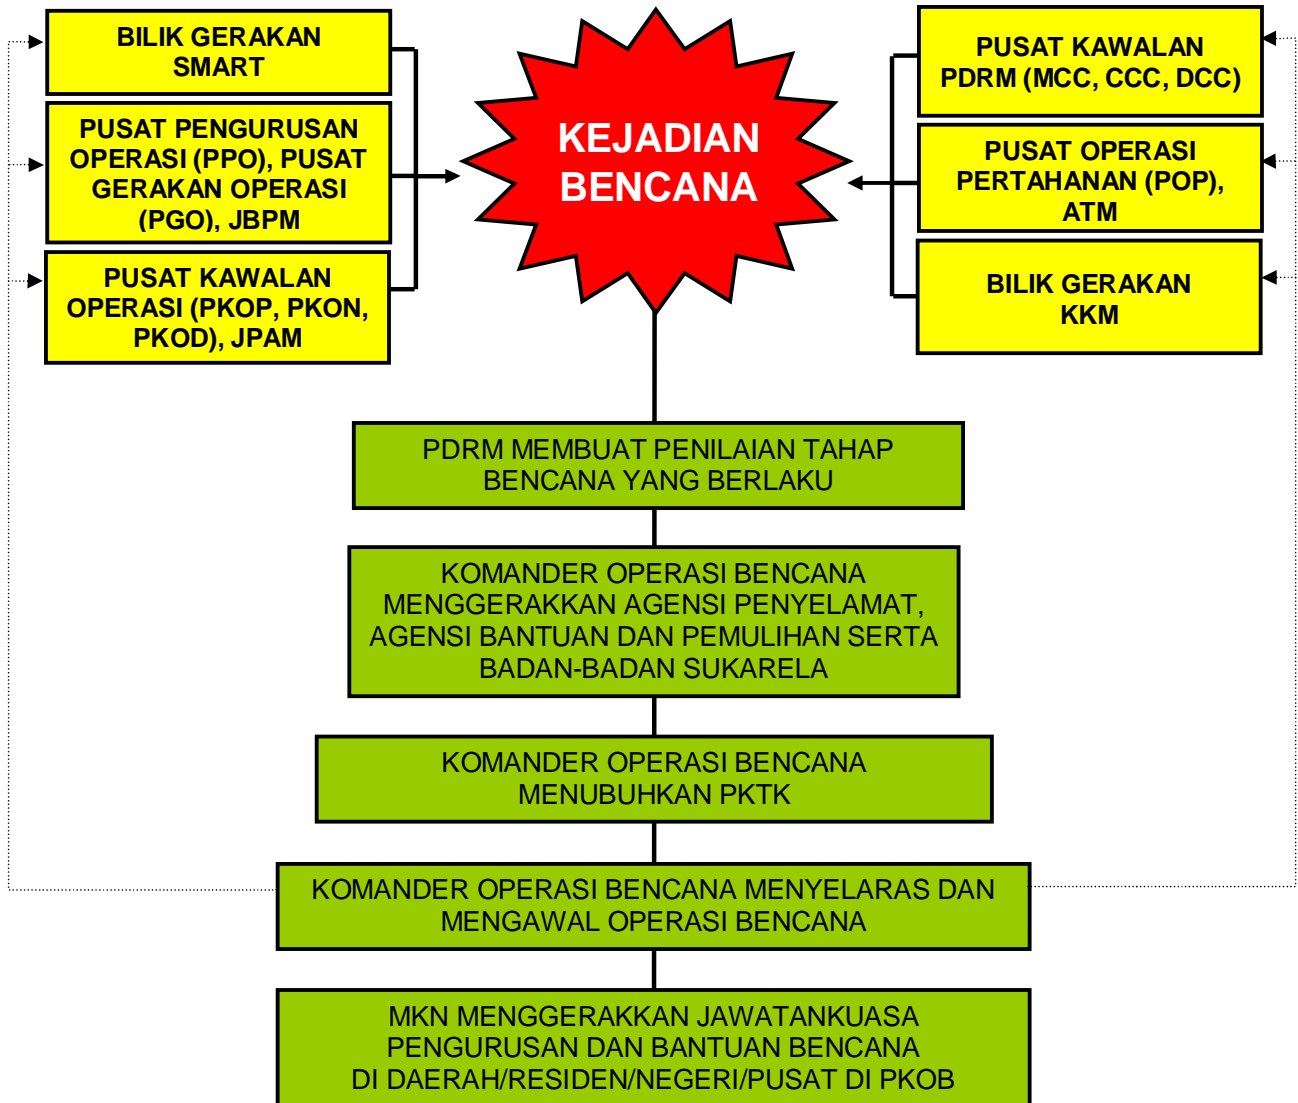 BILIK GERAKAN
SMART
PUSAT PENGURUSAN
OPERASI (PPO), PUSAT
GERAKAN OPERASI
(PGO), JBPM
PUSAT KAWALAN
OPERASI (PKOP, PKON,
PKOD), JPAM
KEJADIAN
BENCANA
PUSAT KAWALAN
PDRM (MCC, CCC, DCC)
PUSAT OPERASI
PERTAHANAN (POP),
ATM
BILIK GERAKAN
KKM
PDRM MEMBUAT PENILAIAN TAHAP
BENCANA YANG BERLAKU
KOMANDER OPERASI BENCANA
MENGGERAKKAN AGENSI PENYELAMAT,
AGENSI BANTUAN DAN PEMULIHAN SERTA
BADAN-BADAN SUKARELA
KOMANDER OPERASI BENCANA
MENUBUHKAN PKTK
KOMANDER OPERASI BENCANA MENYELARAS DAN
MENGAWAL OPERASI BENCANA
MKN MENGGERAKKAN JAWATANKUASA
PENGURUSAN DAN BANTUAN BENCANA
DI DAERAH/RESIDEN/NEGERI/PUSAT DI PKOB